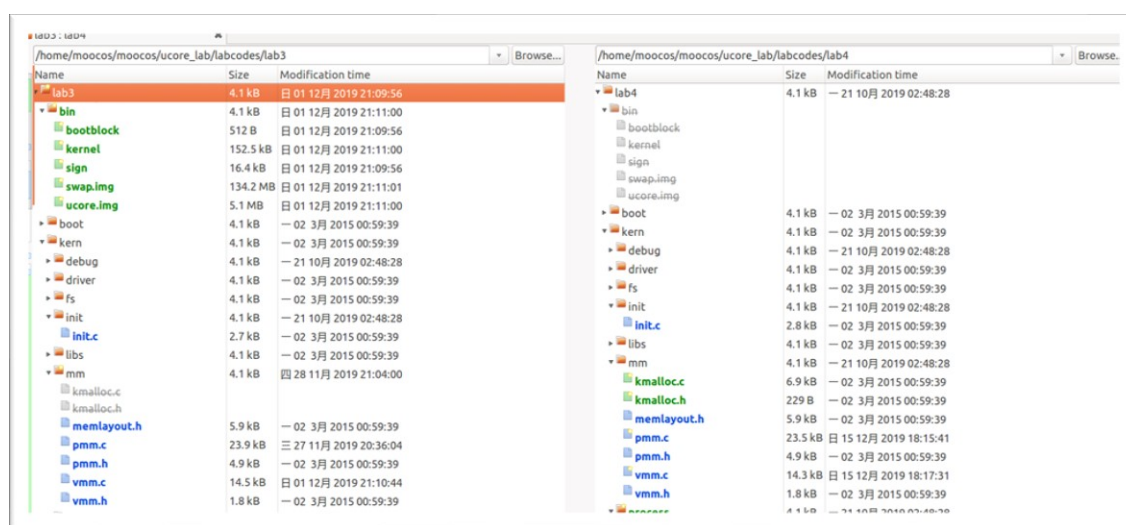 lab3 : lab4
/home/moocos/moocos/ucore_lab/labcodes/lab3 Browse...
Name Size Modification time
lab3 4.1 kB 日 01 12月 2019 21:09:56
bin 4.1 kB 日 01 12月 2019 21:11:00
bootblock 512 B 日 01 12月 2019 21:09:56
kernel 152.5 kB 日 01 12月 2019 21:11:00
sign 16.4 kB 日 01 12月 2019 21:09:56
swap.img 134.2 MB 日 01 12月 2019 21:11:01
ucore.img 5.1 MB 日 01 12月 2019 21:11:00
boot 4.1 kB 一 02 3月 2015 00:59:39
kern 4.1 kB 一 02 3月 2015 00:59:39
debug 4.1 kB 一 21 10月 2019 02:48:28
driver 4.1 kB 一 02 3月 2015 00:59:39
fs 4.1 kB 一 02 3月 2015 00:59:39
init 4.1 kB 一 21 10月 2019 02:48:28
init.c 2.7 kB 一 02 3月 2015 00:59:39
libs 4.1 kB 一 02 3月 2015 00:59:39
mm 4.1 kB 四 28 11月 2019 21:04:00
kmalloc.c
kmalloc.h
memlayout.h 5.9 kB 一 02 3月 2015 00:59:39
pmm.c 23.9 kB 三 27 11月 2019 20:36:04
pmm.h 4.9 kB 一 02 3月 2015 00:59:39
vmm.c 14.5 kB 日 01 12月 2019 21:10:44
vmm.h 1.8 kB 一 02 3月 2015 00:59:39
/home/moocos/moocos/ucore_lab/labcodes/lab4 Browse.
Name Size Modification time
lab4 4.1 kB 一 21 10月 2019 02:48:28
bin
bootblock
kernel
sign
swap.img
ucore.img
boot 4.1 kB 一 02 3月 2015 00:59:39
kern 4.1 kB 一 02 3月 2015 00:59:39
debug 4.1 kB 一 21 10月 2019 02:48:28
driver 4.1 kB 一 02 3月 2015 00:59:39
fs 4.1 kB 一 02 3月 2015 00:59:39
init 4.1 kB 一 21 10月 2019 02:48:28
init.c 2.8 kB 一 02 3月 2015 00:59:39
libs 4.1 kB 一 02 3月 2015 00:59:39
mm 4.1 kB 一 21 10月 2019 02:48:28
kmalloc.c 6.9 kB 一 02 3月 2015 00:59:39
kmalloc.h 229 B 一 02 3月 2015 00:59:39
memlayout.h 5.9 kB 一 02 3月 2015 00:59:39
pmm.c 23.5 kB 日 15 12月 2019 18:15:41
pmm.h 4.9 kB 一 02 3月 2015 00:59:39
vmm.c 14.3 kB 日 15 12月 2019 18:17:31
vmm.h 1.8 kB 一 02 3月 2015 00:59:39
process 4.1 kB 一 21 10月 2019 02:48:28